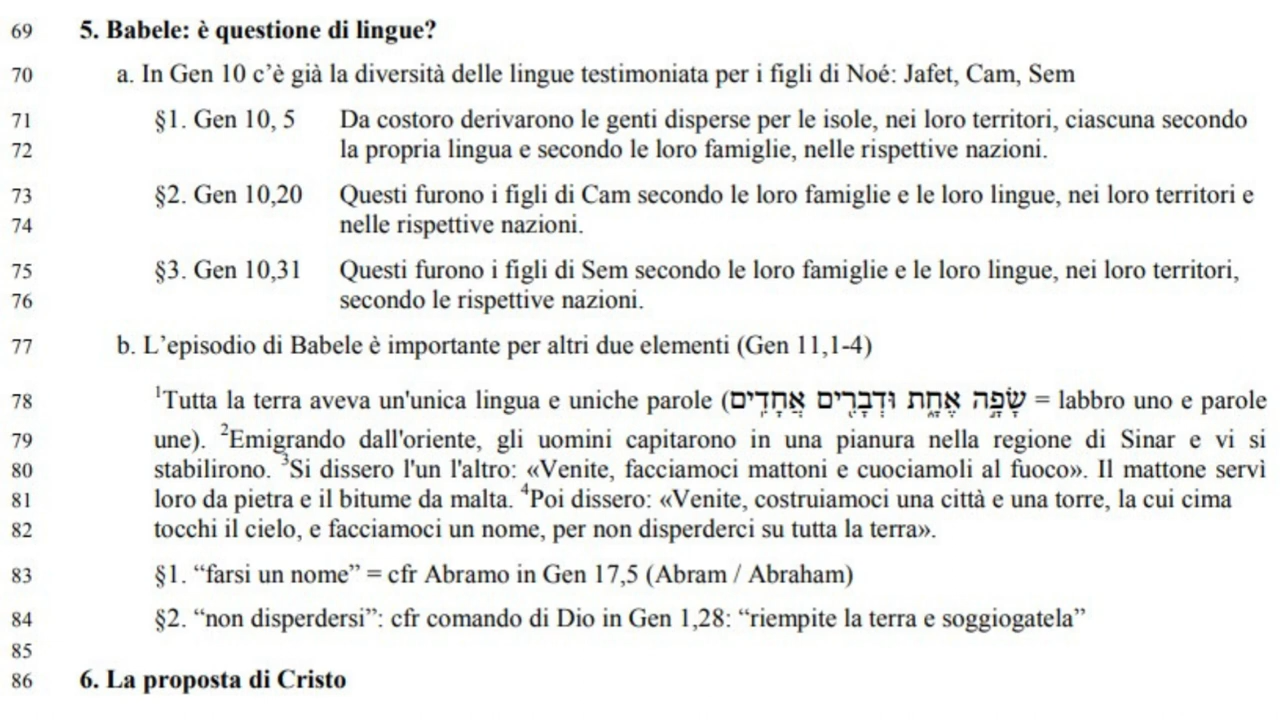 69 5. Babele: è questione di lingue?
70 a. In Gen 10 c’è già la diversità delle lingue testimoniata per i figli di Noé: Jafet, Cam, Sem
71 §1. Gen 10, 5 Da costoro derivarono le genti disperse per le isole, nei loro territori, ciascuna secondo
72 la propria lingua e secondo le loro famiglie, nelle rispettive nazioni.
73 §2. Gen 10,20 Questi furono i figli di Cam secondo le loro famiglie e le loro lingue, nei loro territori e
74 nelle rispettive nazioni.
75 §3. Gen 10,31 Questi furono i figli di Sem secondo le loro famiglie e le loro lingue, nei loro territori,
76 secondo le rispettive nazioni.
77 b. L’episodio di Babele è importante per altri due elementi (Gen 11,1-4)
78 ¹Tutta la terra aveva un'unica lingua e uniche parole (שָׂפָ֣ה אֶחָ֑ת וּדְבָרִ֖ים אֲחָדִֽים = labbro uno e parole
79 une). ²Emigrando dall'oriente, gli uomini capitarono in una pianura nella regione di Sinar e vi si
80 stabilirono. ³Si dissero l'un l'altro: «Venite, facciamoci mattoni e cuociamoli al fuoco». Il mattone servì
81 loro da pietra e il bitume da malta. ⁴Poi dissero: «Venite, costruiamoci una città e una torre, la cui cima
82 tocchi il cielo, e facciamoci un nome, per non disperderci su tutta la terra».
83 §1. “farsi un nome” = cfr Abramo in Gen 17,5 (Abram / Abraham)
84 §2. “non disperdersi”: cfr comando di Dio in Gen 1,28: “riempite la terra e soggiogatela”
85
86 6. La proposta di Cristo